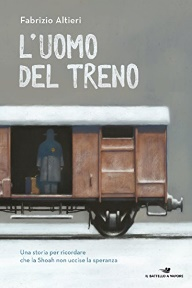 Fabrizio Altieri
L'UOMO
DEL TRENO
Una storia per ricordare
che la Shoah non uccise la speranza
IL BATTELLO A VAPORE